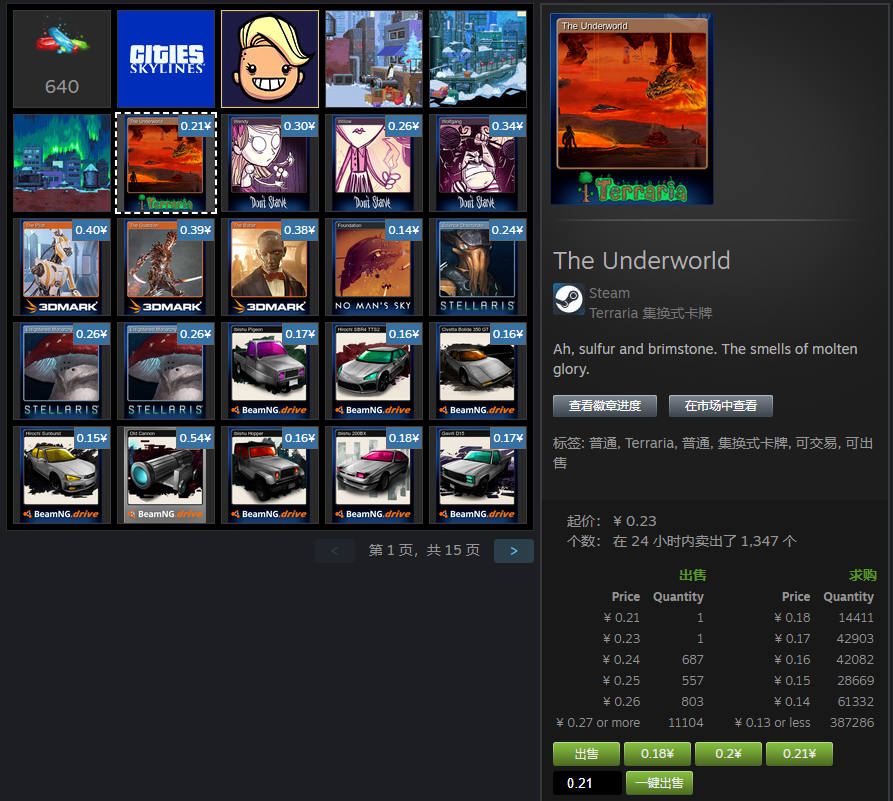 640
CITIES
SKYLINES
The Underworld
0.21¥
Terraria
Wendy
0.30¥
Don't Starve
Willow
0.26¥
Don't Starve
Wolfgang
0.34¥
Don't Starve
The Pilot
0.40¥
3DMARK
The Guardian
0.39¥
3DMARK
The Butler
0.38¥
3DMARK
Foundation
0.14¥
NO MAN'S SKY
Science Directorate
0.24¥
STELLARIS
Enlightened Monarchy
0.26¥
STELLARIS
Enlightened Monarchy
0.26¥
STELLARIS
Ibishu Pigeon
0.17¥
BeamNG.drive
Hirochi SBR4 TTS2
0.16¥
BeamNG.drive
Civetta Bolide 350 GT
0.16¥
BeamNG.drive
Hirochi Sunburst
0.15¥
BeamNG.drive
Old Cannon
0.54¥
BeamNG.drive
Ibishu Hopper
0.16¥
BeamNG.drive
Ibishu 200BX
0.18¥
BeamNG.drive
Gavril D15
0.17¥
BeamNG.drive
< 第 1 页，共 15 页 >
The Underworld
Terraria
The Underworld
Steam
Terraria 集换式卡牌
Ah, sulfur and brimstone. The smells of molten
glory.
查看徽章进度 在市场中查看
标签: 普通, Terraria, 普通, 集换式卡牌, 可交易, 可出
售
起价: ¥ 0.23
个数: 在 24 小时内卖出了 1,347 个
出售 求购
Price Quantity Price Quantity
¥ 0.21 1 ¥ 0.18 14411
¥ 0.23 1 ¥ 0.17 42903
¥ 0.24 687 ¥ 0.16 42082
¥ 0.25 557 ¥ 0.15 28669
¥ 0.26 803 ¥ 0.14 61332
¥ 0.27 or more 11104 ¥ 0.13 or less 387286
出售 0.18¥ 0.2¥ 0.21¥
0.21 一键出售